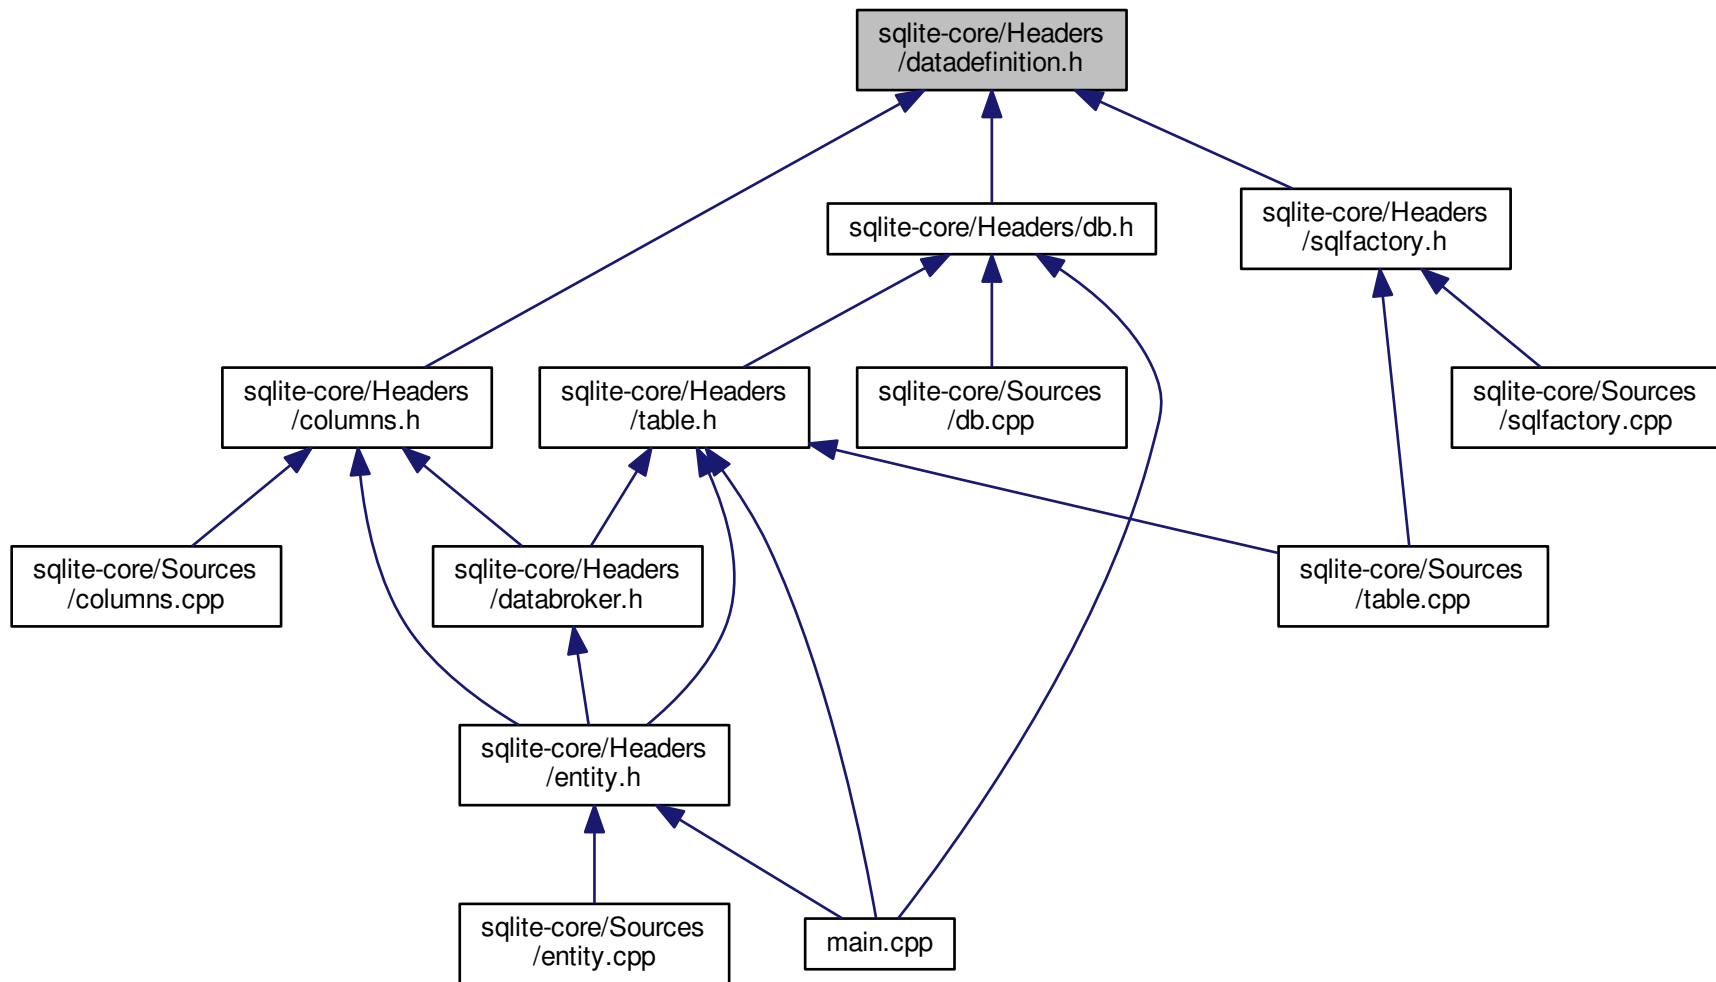 sqlite-core/Headers
/datadefinition.h
sqlite-core/Headers/db.h
sqlite-core/Headers
/sqlfactory.h
sqlite-core/Headers
/columns.h
sqlite-core/Headers
/table.h
sqlite-core/Sources
/db.cpp
sqlite-core/Sources
/sqlfactory.cpp
sqlite-core/Sources
/columns.cpp
sqlite-core/Headers
/databroker.h
sqlite-core/Sources
/table.cpp
sqlite-core/Headers
/entity.h
sqlite-core/Sources
/entity.cpp
main.cpp